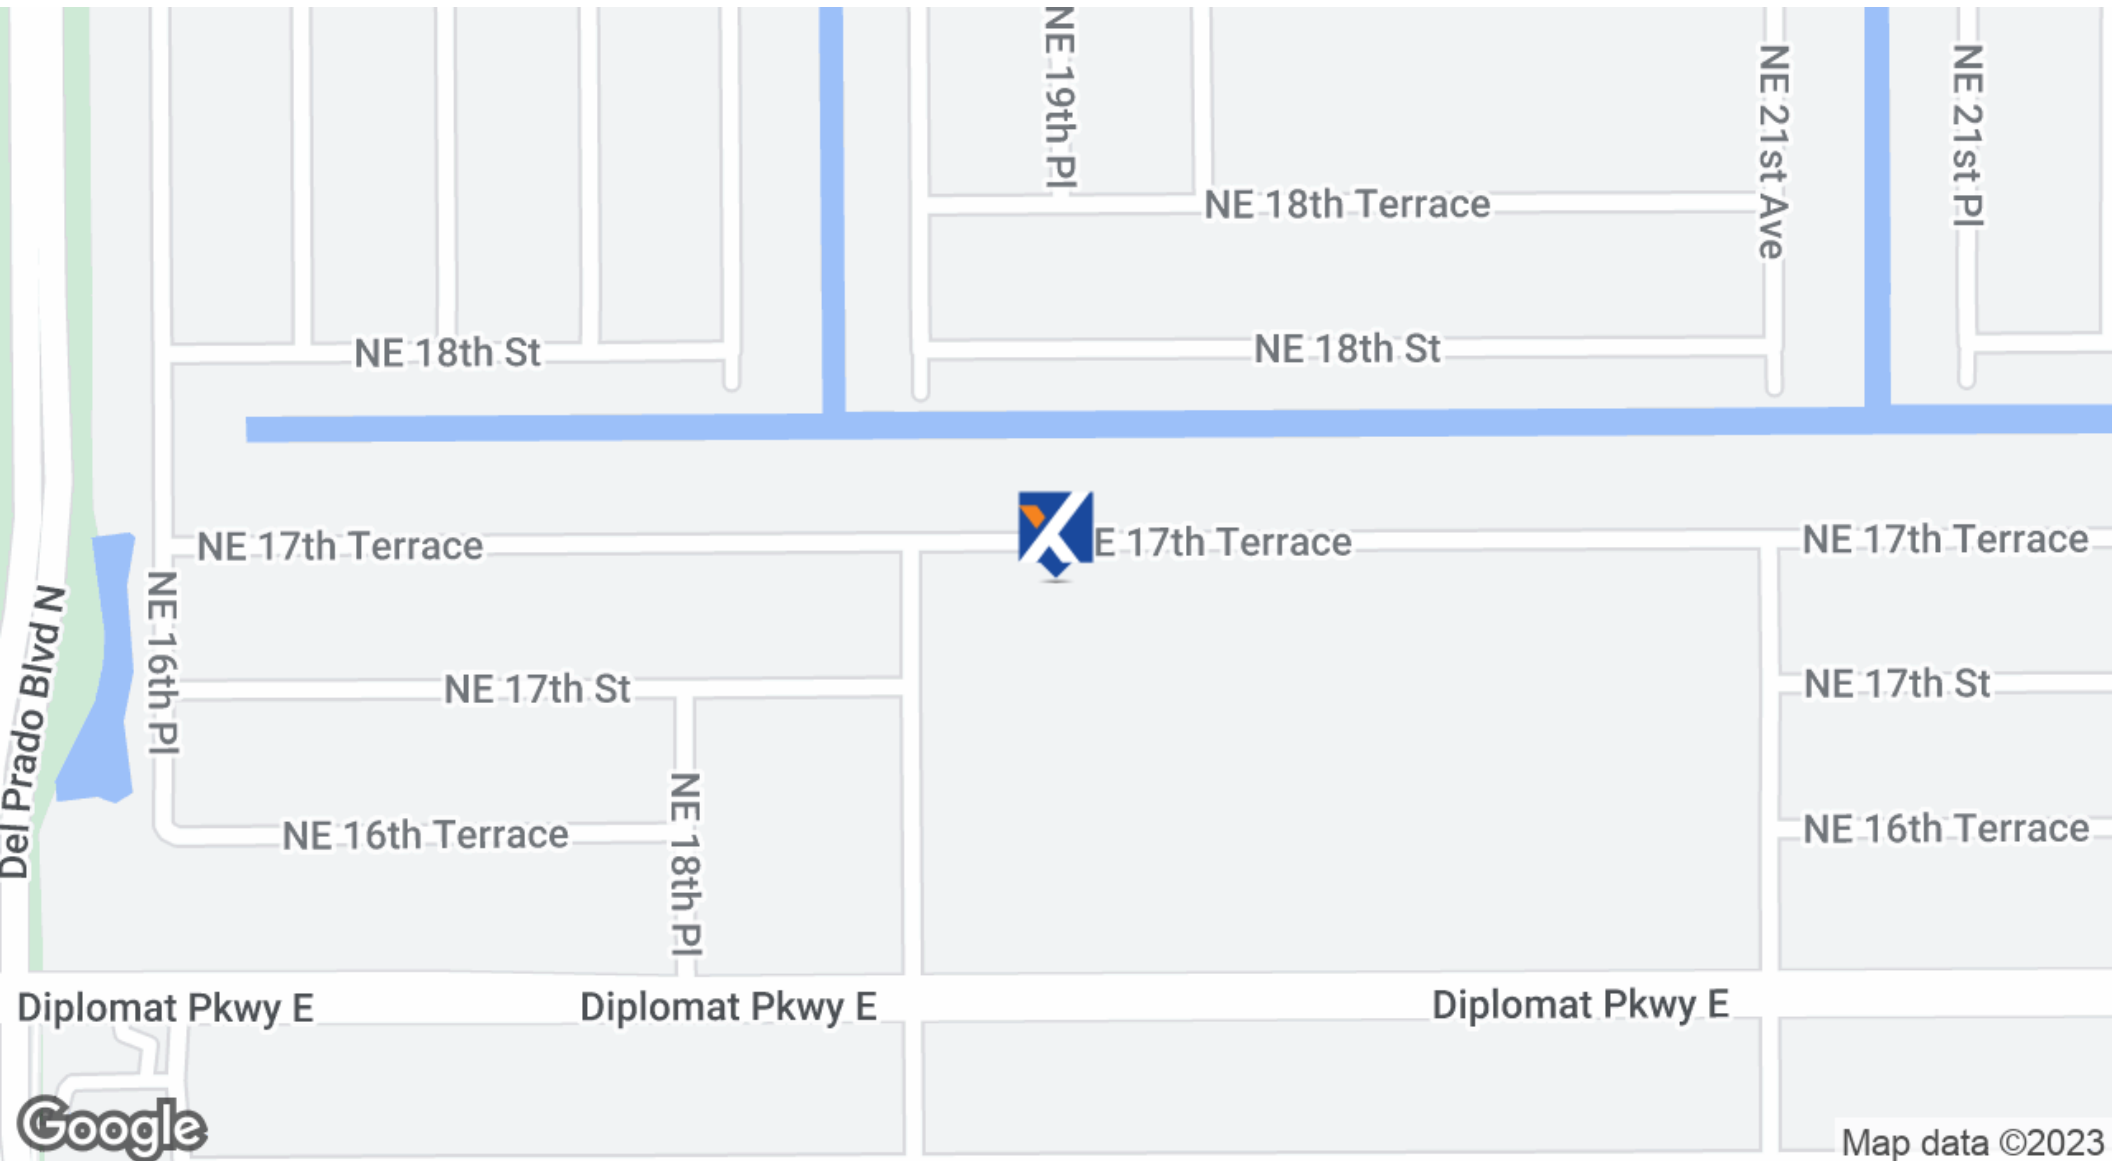 NE 19th Pl
NE 21st Ave
NE 21st Pl
NE 18th Terrace
NE 18th St
NE 18th St
NE 17th Terrace
E 17th Terrace
NE 17th Terrace
Del Prado Blvd N
NE 16th Pl
NE 17th St
NE 17th St
NE 18th Pl
NE 16th Terrace
NE 16th Terrace
Diplomat Pkwy E
Diplomat Pkwy E
Diplomat Pkwy E
Google
Map data ©2023